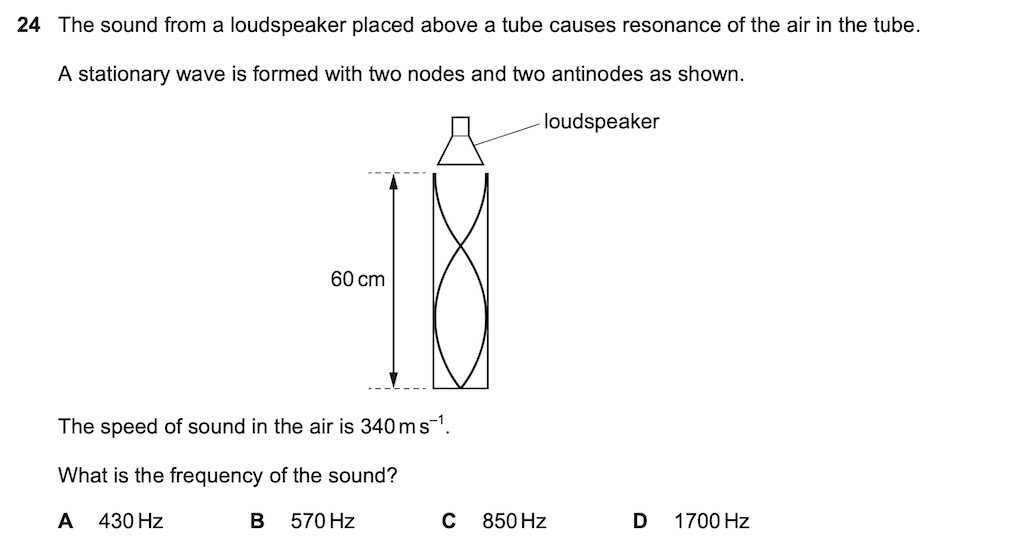 24 The sound from a loudspeaker placed above a tube causes resonance of the air in the tube.
A stationary wave is formed with two nodes and two antinodes as shown.
loudspeaker
60 cm
The speed of sound in the air is 340 m s⁻¹.
What is the frequency of the sound?
A 430 Hz B 570 Hz C 850 Hz D 1700 Hz